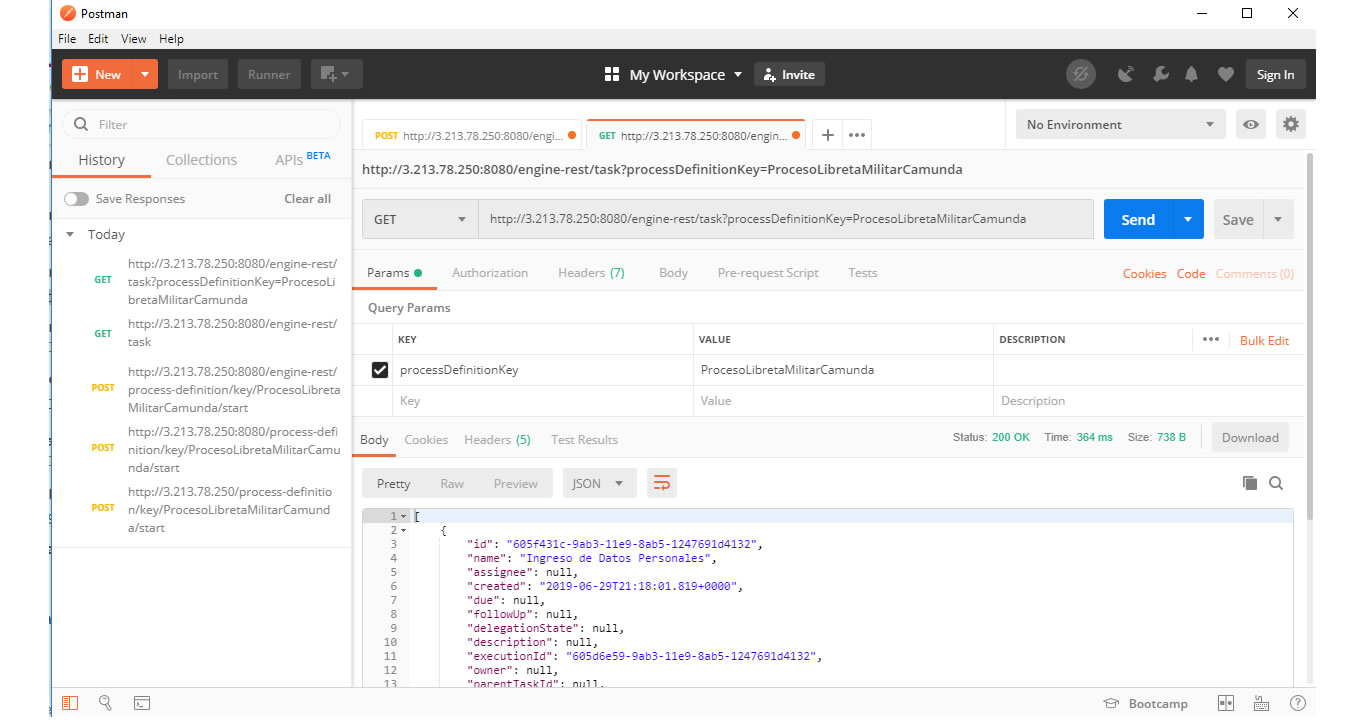 Postman
File Edit View Help
New Import Runner My Workspace Invite Sign In
Filter
History Collections APIs BETA
Save Responses Clear all
Today
GET http://3.213.78.250:8080/engine-rest/
task?processDefinitionKey=ProcesoLi
bretaMilitarCamunda
GET http://3.213.78.250:8080/engine-rest/
task
POST http://3.213.78.250:8080/engine-rest/
process-definition/key/ProcesoLibreta
MilitarCamunda/start
POST http://3.213.78.250:8080/process-defi
nition/key/ProcesoLibretaMilitarCamu
nda/start
POST http://3.213.78.250/process-definitio
n/key/ProcesoLibretaMilitarCamund
a/start
POST http://3.213.78.250:8080/engi... GET http://3.213.78.250:8080/engin... No Environment
http://3.213.78.250:8080/engine-rest/task?processDefinitionKey=ProcesoLibretaMilitarCamunda
GET http://3.213.78.250:8080/engine-rest/task?processDefinitionKey=ProcesoLibretaMilitarCamunda Send Save
Params Authorization Headers (7) Body Pre-request Script Tests Cookies Code Comments (0)
Query Params
KEY VALUE DESCRIPTION ••• Bulk Edit
processDefinitionKey ProcesoLibretaMilitarCamunda
Key Value Description
Body Cookies Headers (5) Test Results Status: 200 OK Time: 364 ms Size: 738 B Download
Pretty Raw Preview JSON
1 [
2 {
3 "id": "605f431c-9ab3-11e9-8ab5-1247691d4132",
4 "name": "Ingreso de Datos Personales",
5 "assignee": null,
6 "created": "2019-06-29T21:18:01.819+0000",
7 "due": null,
8 "followUp": null,
9 "delegationState": null,
10 "description": null,
11 "executionId": "605d6e59-9ab3-11e9-8ab5-1247691d4132",
12 "owner": null,
13 "parentTaskId": null,
Bootcamp